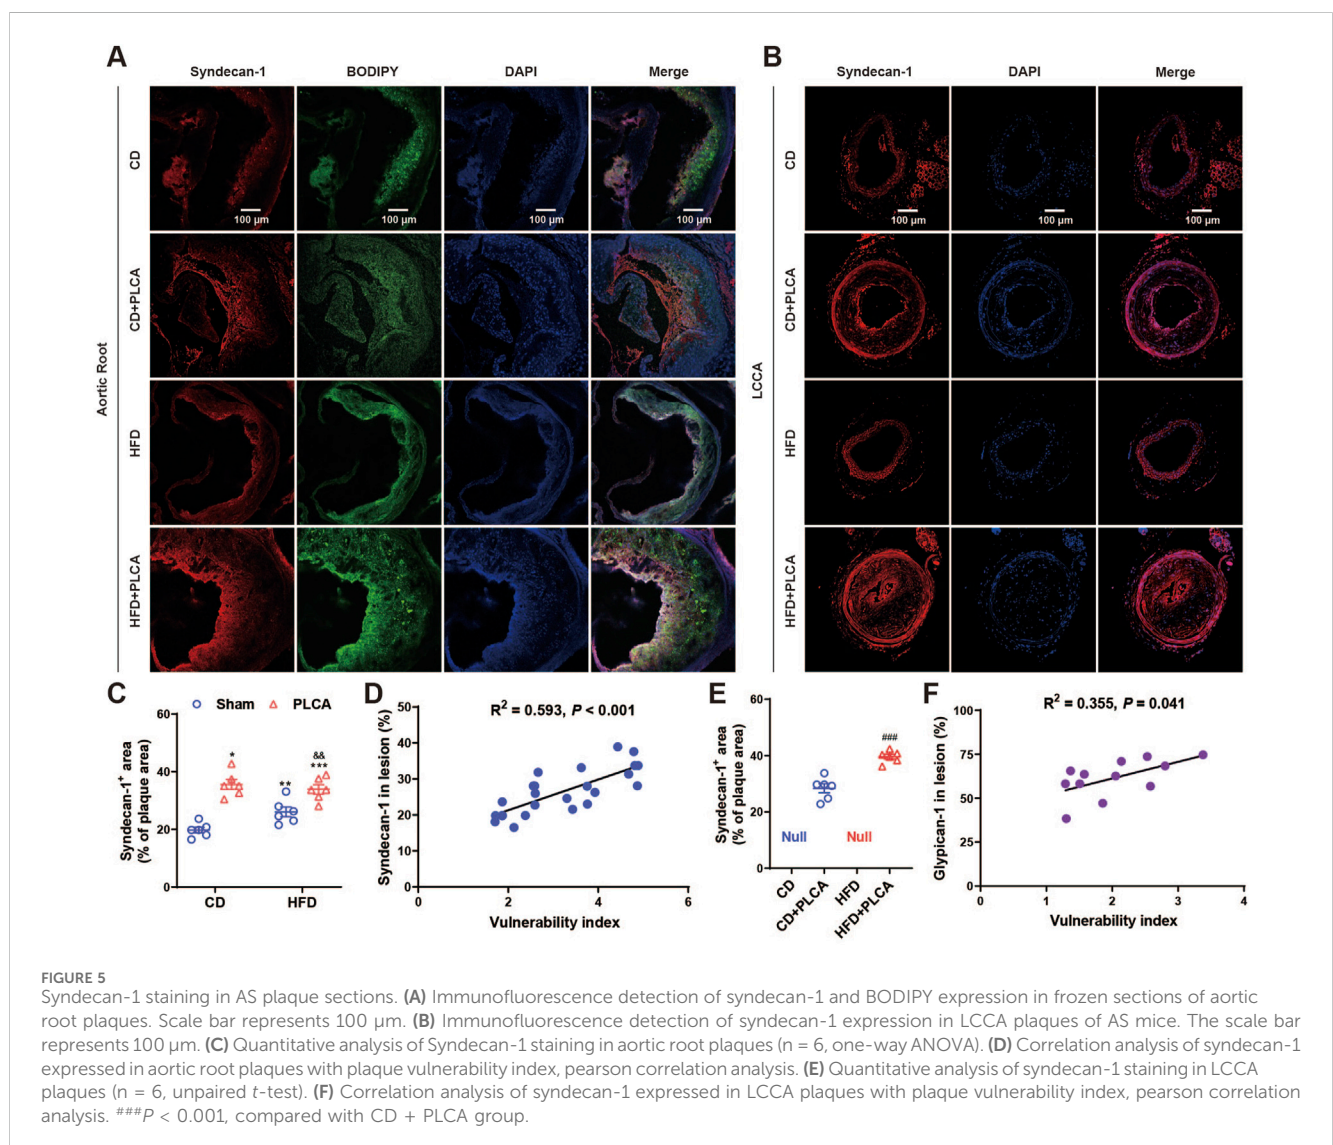 A
B
Syndecan-1 BODIPY DAPI Merge
Syndecan-1 DAPI Merge
Aortic Root
CD
100 μm 100 μm 100 μm 100 μm
CD+PLCA
HFD
HFD+PLCA
LCCA
CD
100 μm 100 μm 100 μm
CD+PLCA
HFD
HFD+PLCA
C
Sham PLCA
Syndecan-1⁺ area
(% of plaque area)
60
40
20
0
*
**
&&
***
CD HFD
D
R² = 0.593, P < 0.001
Syndecan-1 in lesion (%)
50
40
30
20
10
0
0 2 4 6
Vulnerability index
E
Syndecan-1⁺ area
(% of plaque area)
60
40
20
0
###
Null Null
CD
CD+PLCA
HFD
HFD+PLCA
F
R² = 0.355, P = 0.041
Glypican-1 in lesion (%)
100
75
50
25
0
0 1 2 3 4
Vulnerability index
FIGURE 5
Syndecan-1 staining in AS plaque sections. (A) Immunofluorescence detection of syndecan-1 and BODIPY expression in frozen sections of aortic
root plaques. Scale bar represents 100 μm. (B) Immunofluorescence detection of syndecan-1 expression in LCCA plaques of AS mice. The scale bar
represents 100 μm. (C) Quantitative analysis of Syndecan-1 staining in aortic root plaques (n = 6, one-way ANOVA). (D) Correlation analysis of syndecan-1
expressed in aortic root plaques with plaque vulnerability index, pearson correlation analysis. (E) Quantitative analysis of syndecan-1 staining in LCCA
plaques (n = 6, unpaired t-test). (F) Correlation analysis of syndecan-1 expressed in LCCA plaques with plaque vulnerability index, pearson correlation
analysis. ###P < 0.001, compared with CD + PLCA group.